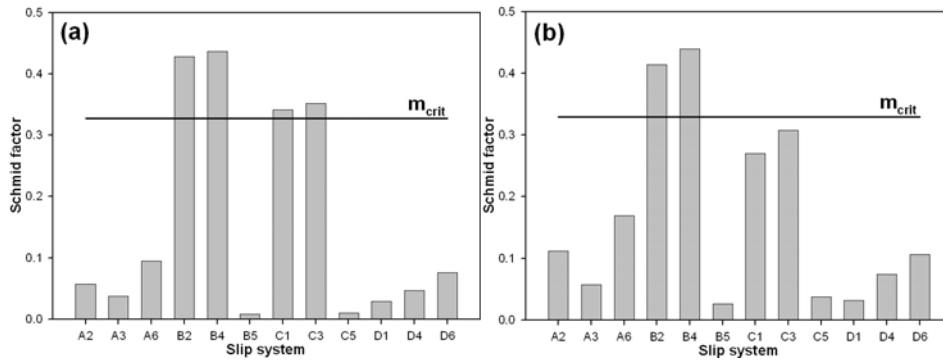 (a)
0.5
0.4
0.3
0.2
0.1
0.0
Schmid factor
m_crit
A2 A3 A6 B2 B4 B5 C1 C3 C5 D1 D4 D6
Slip system
(b)
0.5
0.4
0.3
0.2
0.1
0.0
Schmid factor
m_crit
A2 A3 A6 B2 B4 B5 C1 C3 C5 D1 D4 D6
Slip system